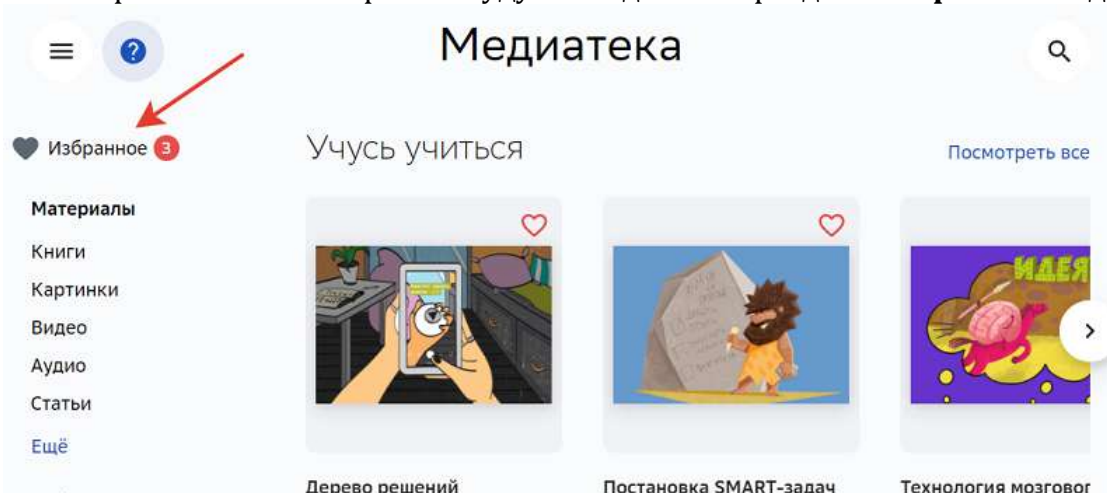 Медиатека
Избранное 3
Учусь учиться
Посмотреть все
Материалы
Книги
Картинки
Видео
Аудио
Статьи
Ещё
ИДЕЯ
Дерево решений
Постановка SMART-задач
Технология мозгового